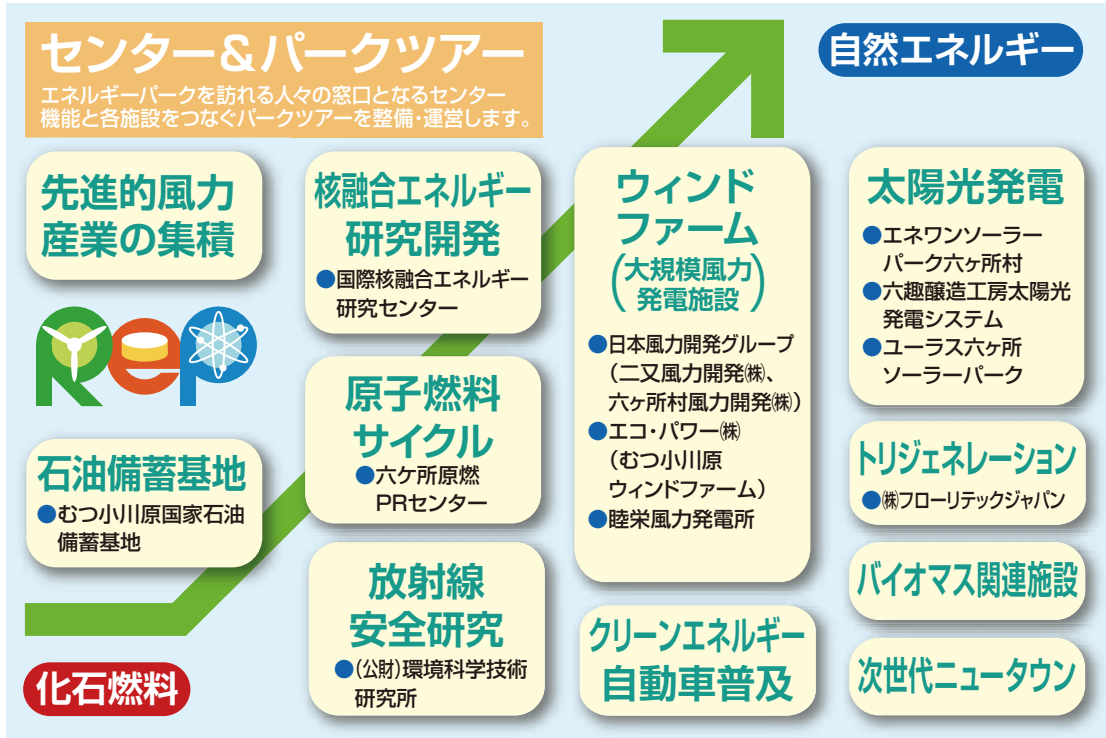 センター&パークツアー
エネルギーパークを訪れる人々の窓口となるセンター
機能と各施設をつなぐパークツアーを整備・運営します。
自然エネルギー
先進的風力
産業の集積
rep
石油備蓄基地
●むつ小川原国家石油
備蓄基地
化石燃料
核融合エネルギー
研究開発
●国際核融合エネルギー
研究センター
原子燃料
サイクル
●六ケ所原燃
PRセンター
放射線
安全研究
●(公財)環境科学技術
研究所
ウィンド
ファーム
(大規模風力
発電施設)
●日本風力開発グループ
(二又風力開発㈱、
六ヶ所村風力開発㈱)
●エコ・パワー㈱
(むつ小川原
ウィンドファーム)
●睦栄風力発電所
クリーンエネルギー
自動車普及
太陽光発電
●エネワンソーラー
パーク六ヶ所村
●六趣醸造工房太陽光
発電システム
●ユーラス六ヶ所
ソーラーパーク
トリジェネレーション
●㈱フローリテックジャパン
バイオマス関連施設
次世代ニュータウン